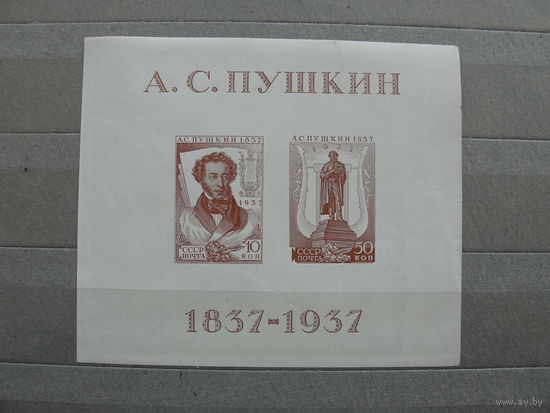 А. С. ПУШКИН
А.С.ПУШКИН 1837
1937
СССР
ПОЧТА
10
КОП
А.С.ПУШКИН 1837
1937
СССР
ПОЧТА
50
КОП
1837-1937
www.ay.by